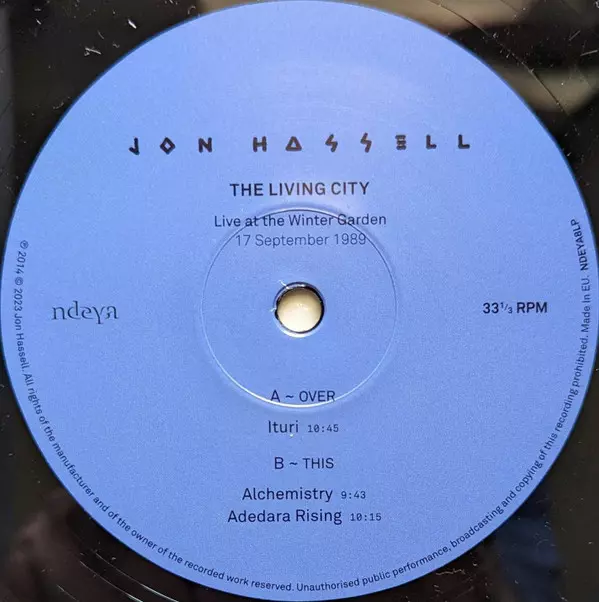 JON HASSELL
THE LIVING CITY
Live at the Winter Garden
17 September 1989
ndeya
33 1/3 RPM
A ~ OVER
Ituri 10:45
B ~ THIS
Alchemistry 9:43
Adedara Rising 10:15
℗ 2014 © 2023 Jon Hassell. All rights of the manufacturer and of the owner of the recorded work reserved. Unauthorised public performance, broadcasting and copying of this recording prohibited. Made in EU. NDEYA8LP